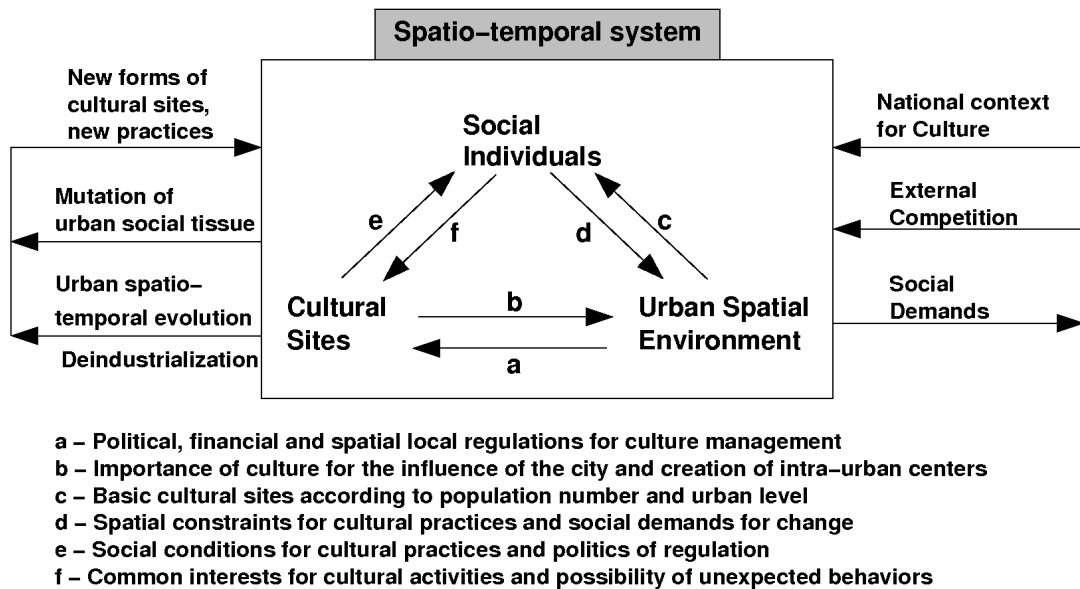 Spatio–temporal system
New forms of
cultural sites,
new practices
Mutation of
urban social tissue
Urban spatio–
temporal evolution
Deindustrialization
Social
Individuals
e
f
d
c
Cultural
Sites
b
a
Urban Spatial
Environment
National context
for Culture
External
Competition
Social
Demands
a – Political, financial and spatial local regulations for culture management
b – Importance of culture for the influence of the city and creation of intra–urban centers
c – Basic cultural sites according to population number and urban level
d – Spatial constraints for cultural practices and social demands for change
e – Social conditions for cultural practices and politics of regulation
f – Common interests for cultural activities and possibility of unexpected behaviors